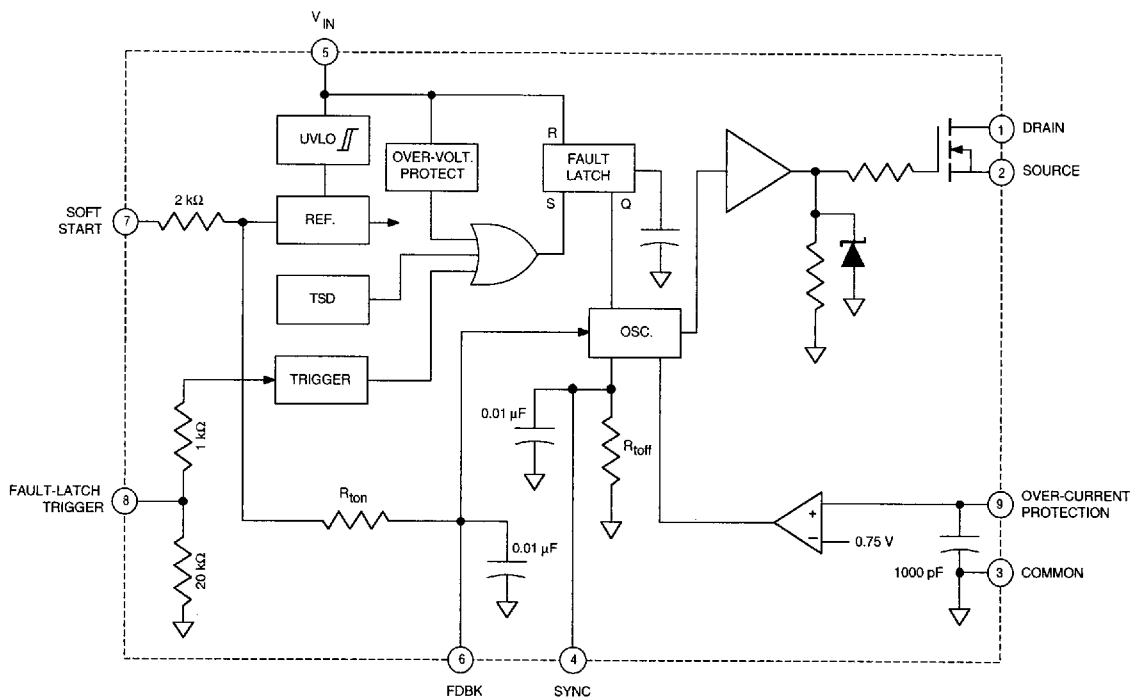 V IN
5
UVLO
R
1
DRAIN
OVER-VOLT.
PROTECT
FAULT
LATCH
2
SOURCE
S
Q
SOFT
START
7
2 kΩ
REF.
TSD
OSC.
TRIGGER
0.01 µF
Rtoff
1 kΩ
FAULT-LATCH
TRIGGER
8
Rton
20 kΩ
0.01 µF
+
−
0.75 V
9
OVER-CURRENT
PROTECTION
1000 pF
3
COMMON
6
4
FDBK
SYNC